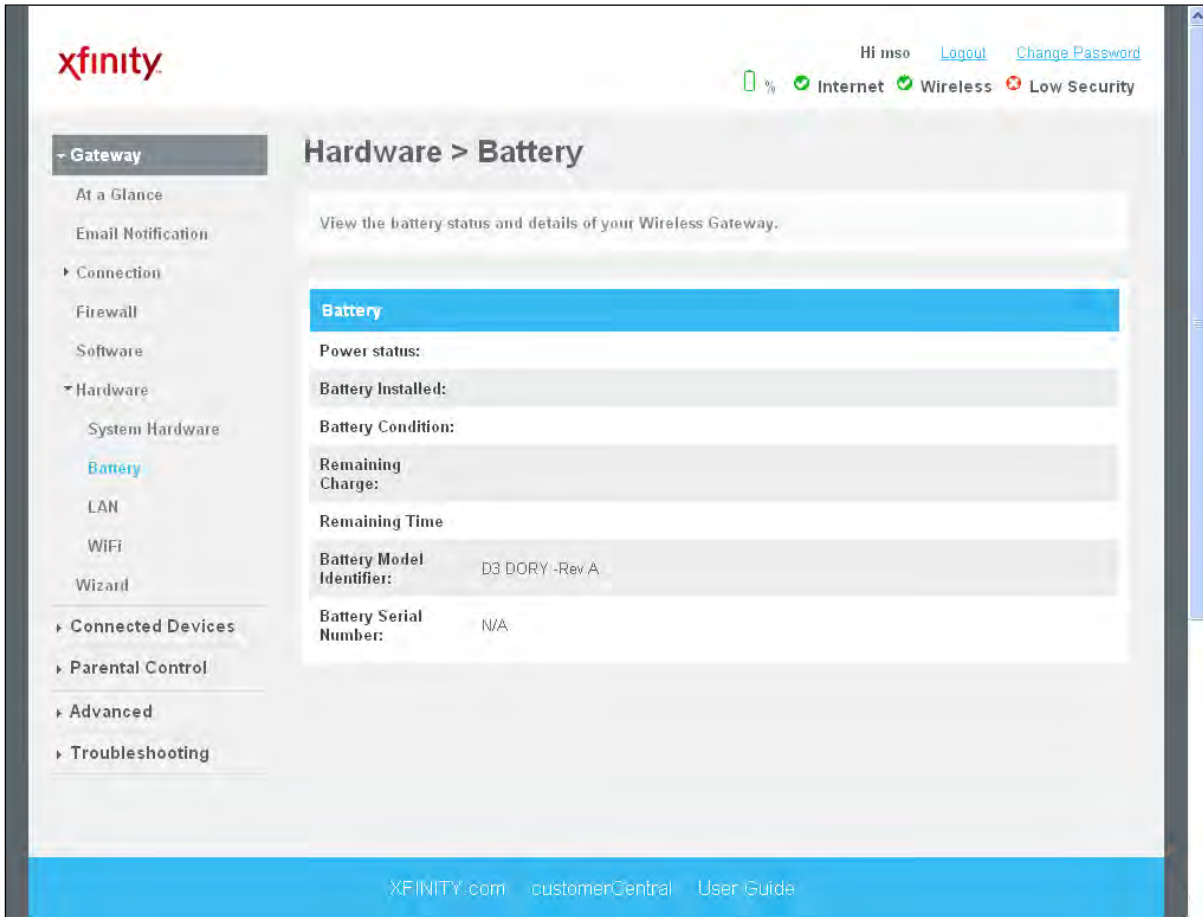 xfinity.
Hi mso Logout Change Password
% Internet Wireless Low Security
Gateway
At a Glance
Email Notification
Connection
Firewall
Software
Hardware
System Hardware
Battery
LAN
WiFi
Wizard
Connected Devices
Parental Control
Advanced
Troubleshooting
Hardware > Battery
View the battery status and details of your Wireless Gateway.
Battery
Power status:
Battery Installed:
Battery Condition:
Remaining
Charge:
Remaining Time
Battery Model
Identifier:
D3 DORY -Rev A
Battery Serial
Number:
N/A
XFINITY.com customerCentral User Guide